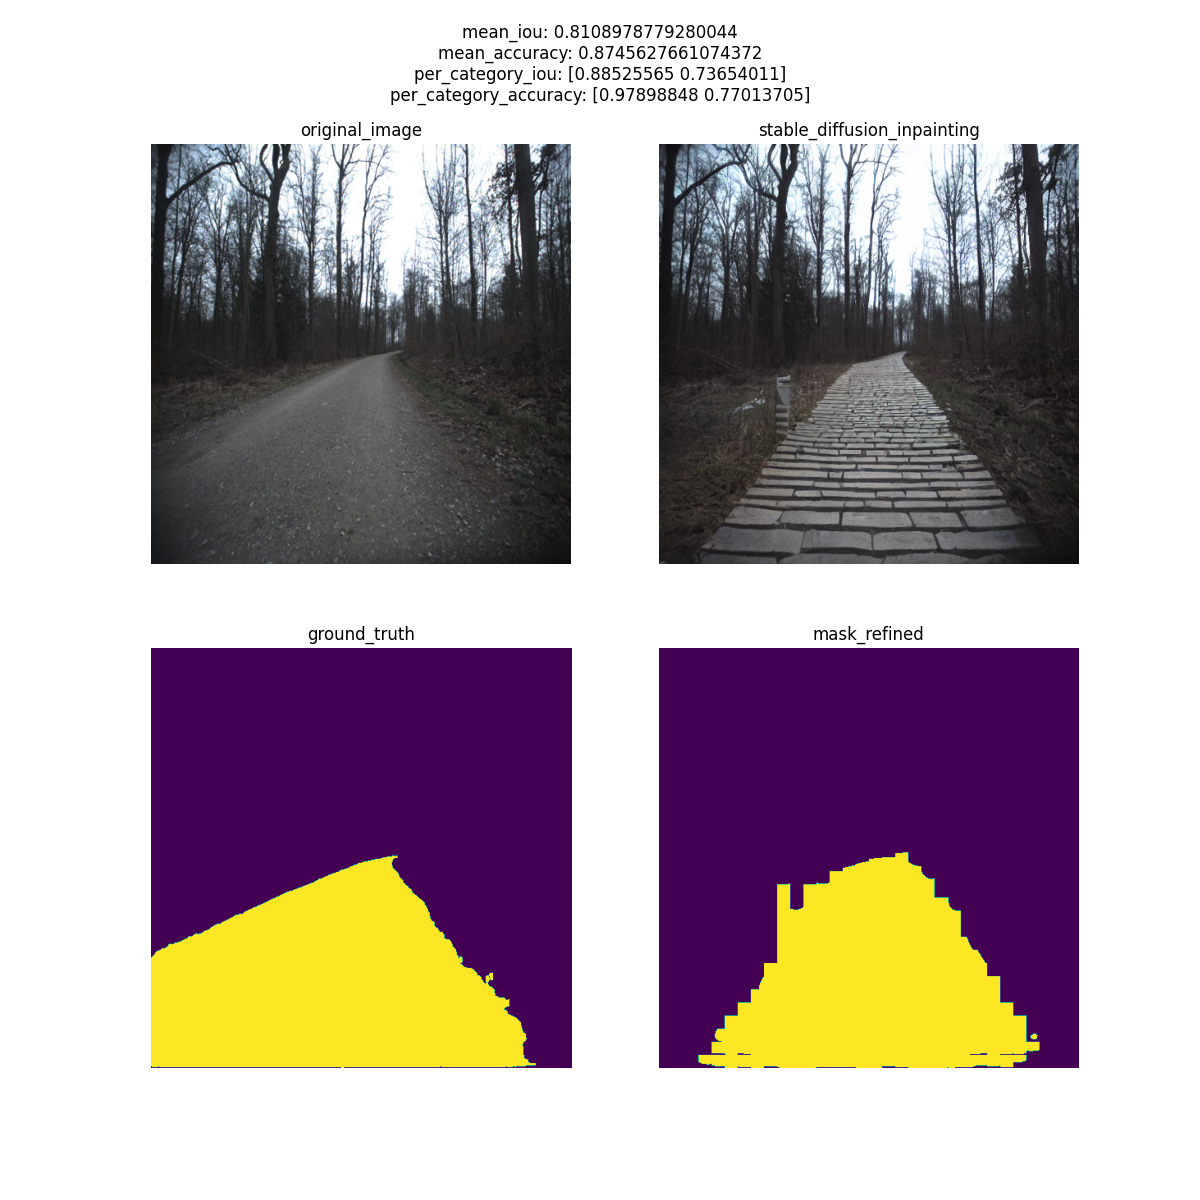 mean_iou: 0.8108978779280044
mean_accuracy: 0.8745627661074372
per_category_iou: [0.88525565 0.73654011]
per_category_accuracy: [0.97898848 0.77013705]
original_image
stable_diffusion_inpainting
ground_truth
mask_refined